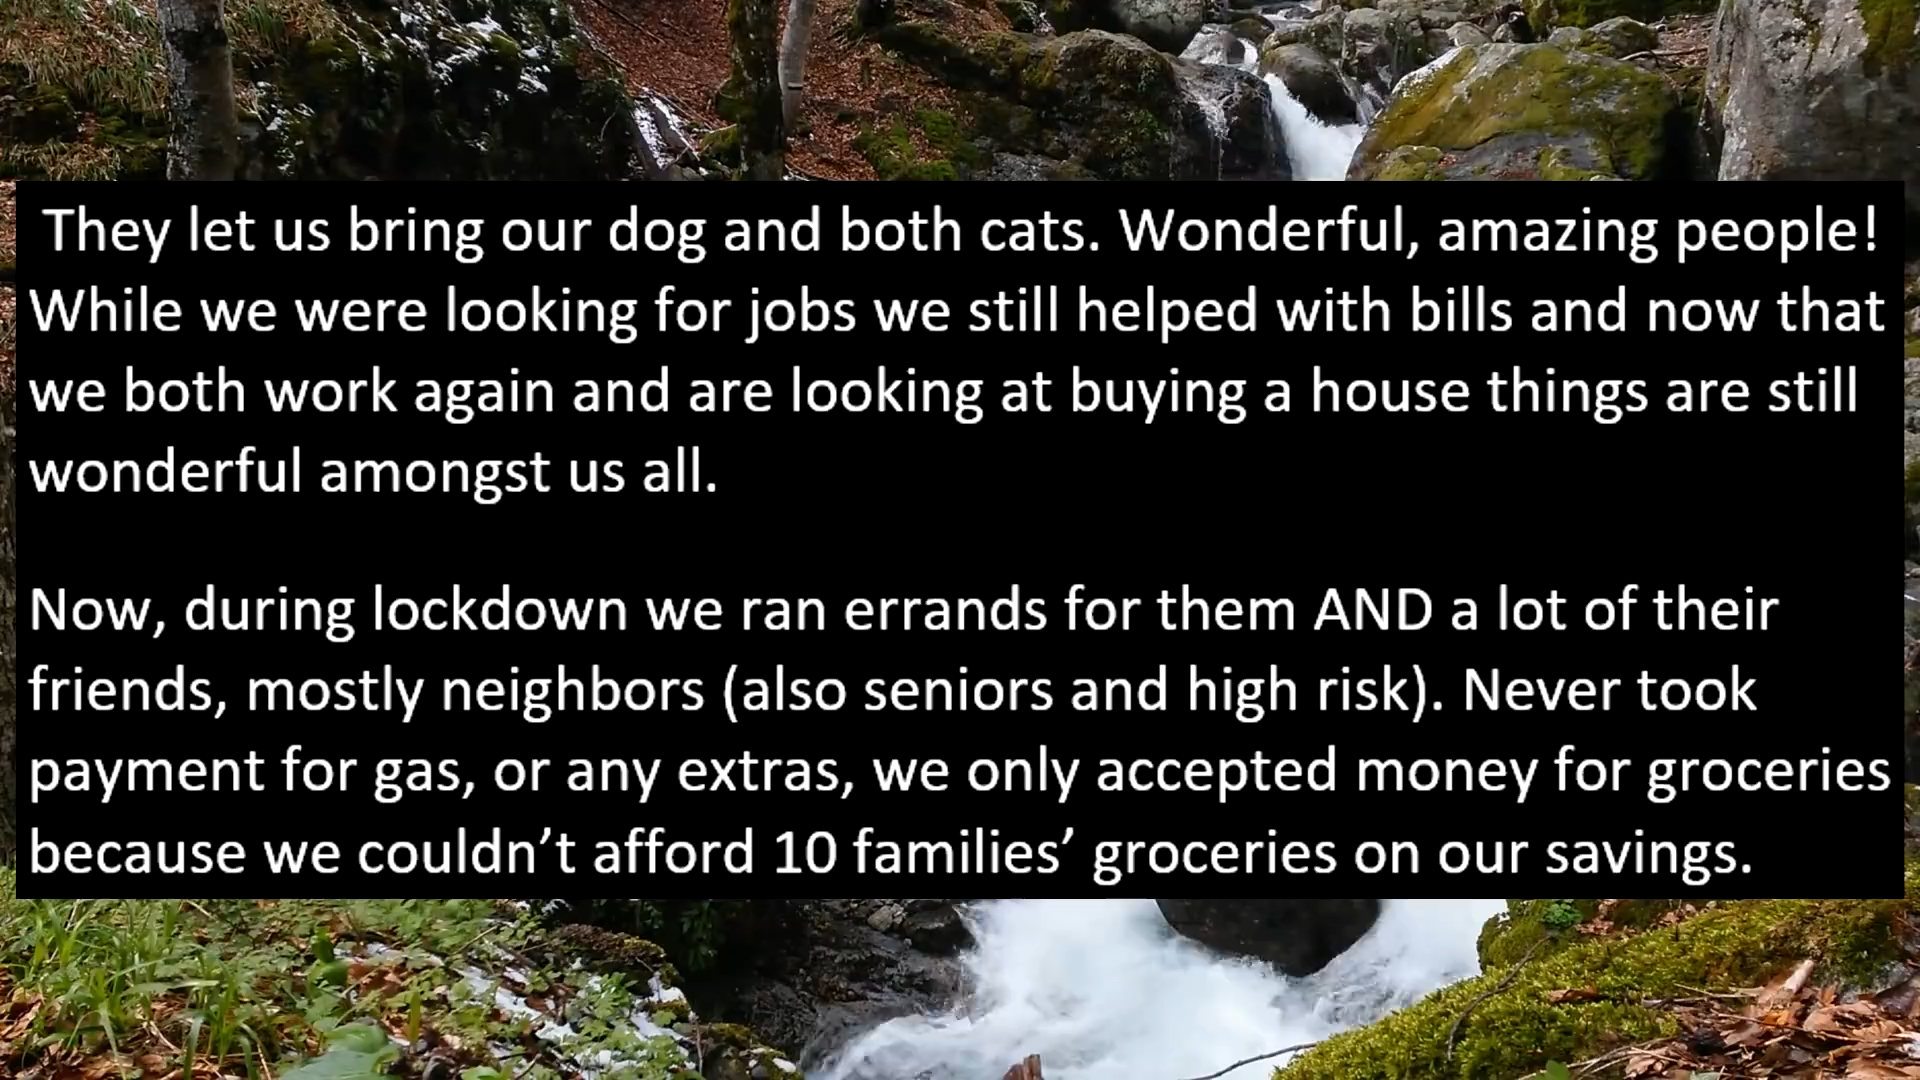 They let us bring our dog and both cats. Wonderful, amazing people!
While we were looking for jobs we still helped with bills and now that
we both work again and are looking at buying a house things are still
wonderful amongst us all.
Now, during lockdown we ran errands for them AND a lot of their
friends, mostly neighbors (also seniors and high risk). Never took
payment for gas, or any extras, we only accepted money for groceries
because we couldn’t afford 10 families’ groceries on our savings.